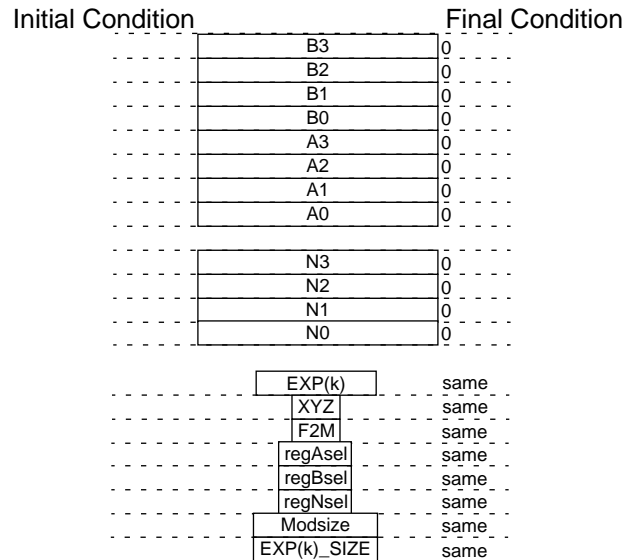 Initial Condition Final Condition
B3 0
B2 0
B1 0
B0 0
A3 0
A2 0
A1 0
A0 0
N3 0
N2 0
N1 0
N0 0
EXP(k) same
XYZ same
F2M same
regAsel same
regBsel same
regNsel same
Modsize same
EXP(k)_SIZE same